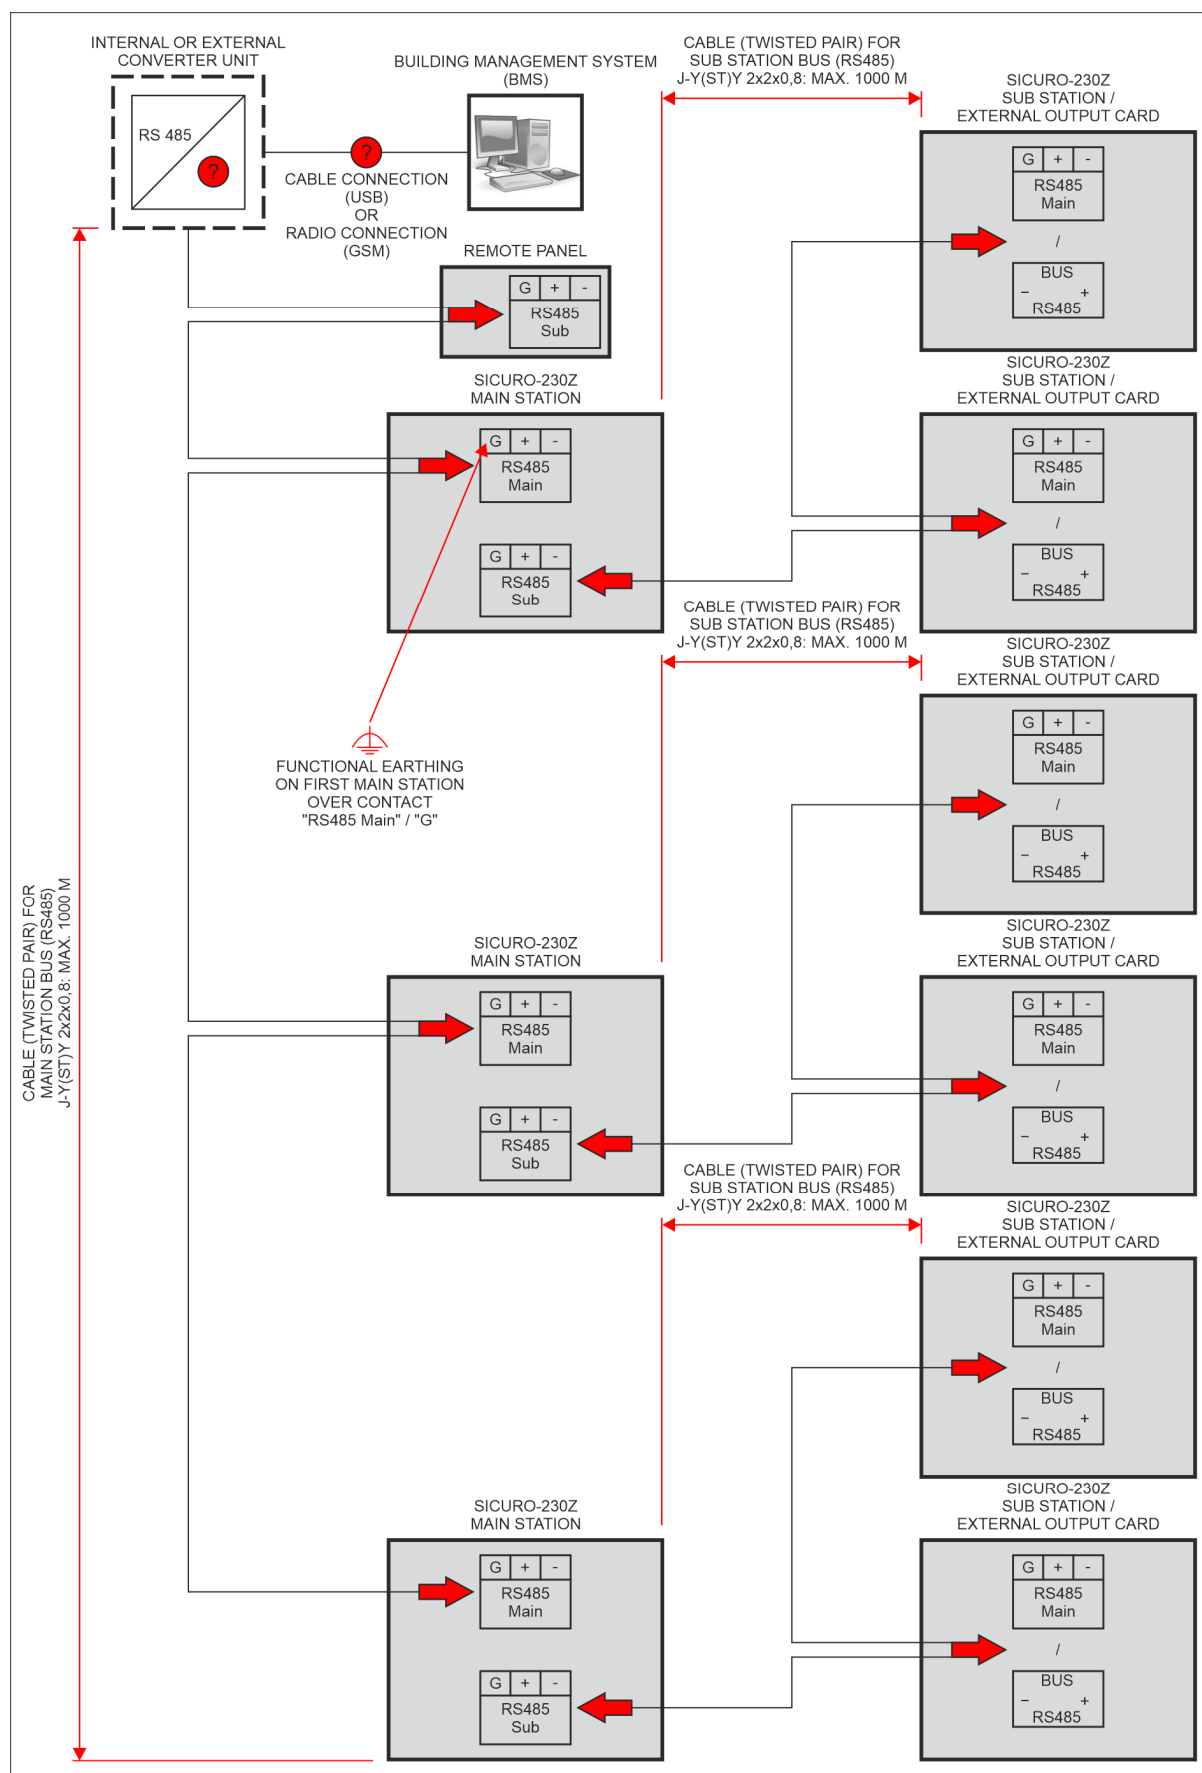 INTERNAL OR EXTERNAL
CONVERTER UNIT
RS 485
?
?
CABLE CONNECTION
(USB)
OR
RADIO CONNECTION
(GSM)
BUILDING MANAGEMENT SYSTEM
(BMS)
CABLE (TWISTED PAIR) FOR
SUB STATION BUS (RS485)
J-Y(ST)Y 2x2x0,8: MAX. 1000 M
SICURO-230Z
SUB STATION /
EXTERNAL OUTPUT CARD
G + -
RS485
Main
/
BUS
– +
RS485
REMOTE PANEL
G + -
RS485
Sub
SICURO-230Z
MAIN STATION
G + -
RS485
Main
G + -
RS485
Sub
SICURO-230Z
SUB STATION /
EXTERNAL OUTPUT CARD
G + -
RS485
Main
/
BUS
– +
RS485
FUNCTIONAL EARTHING
ON FIRST MAIN STATION
OVER CONTACT
"RS485 Main" / "G"
CABLE (TWISTED PAIR) FOR
SUB STATION BUS (RS485)
J-Y(ST)Y 2x2x0,8: MAX. 1000 M
SICURO-230Z
SUB STATION /
EXTERNAL OUTPUT CARD
G + -
RS485
Main
/
BUS
– +
RS485
CABLE (TWISTED PAIR) FOR
MAIN STATION BUS (RS485)
J-Y(ST)Y 2x2x0,8: MAX. 1000 M
SICURO-230Z
MAIN STATION
G + -
RS485
Main
G + -
RS485
Sub
SICURO-230Z
SUB STATION /
EXTERNAL OUTPUT CARD
G + -
RS485
Main
/
BUS
– +
RS485
CABLE (TWISTED PAIR) FOR
SUB STATION BUS (RS485)
J-Y(ST)Y 2x2x0,8: MAX. 1000 M
SICURO-230Z
SUB STATION /
EXTERNAL OUTPUT CARD
G + -
RS485
Main
/
BUS
– +
RS485
SICURO-230Z
MAIN STATION
G + -
RS485
Main
G + -
RS485
Sub
SICURO-230Z
SUB STATION /
EXTERNAL OUTPUT CARD
G + -
RS485
Main
/
BUS
– +
RS485